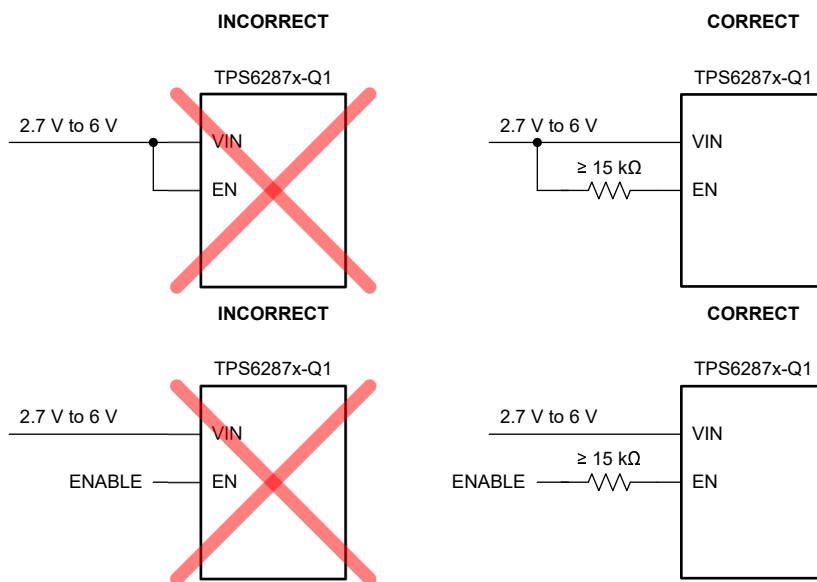 INCORRECT
TPS6287x-Q1
2.7 V to 6 V
VIN
EN
CORRECT
TPS6287x-Q1
2.7 V to 6 V
VIN
≥ 15 kΩ
EN
INCORRECT
TPS6287x-Q1
2.7 V to 6 V
VIN
ENABLE
EN
CORRECT
TPS6287x-Q1
2.7 V to 6 V
VIN
≥ 15 kΩ
ENABLE
EN